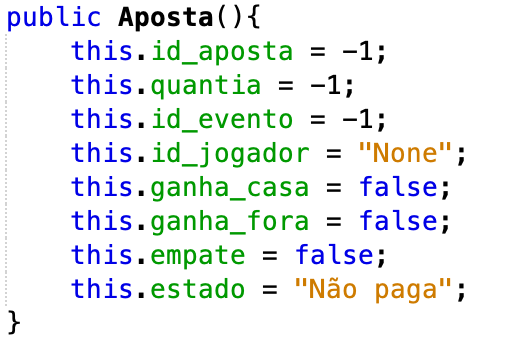 public Aposta(){
    this.id_aposta = -1;
    this.quantia = -1;
    this.id_evento = -1;
    this.id_jogador = "None";
    this.ganha_casa = false;
    this.ganha_fora = false;
    this.empate = false;
    this.estado = "Não paga";
}